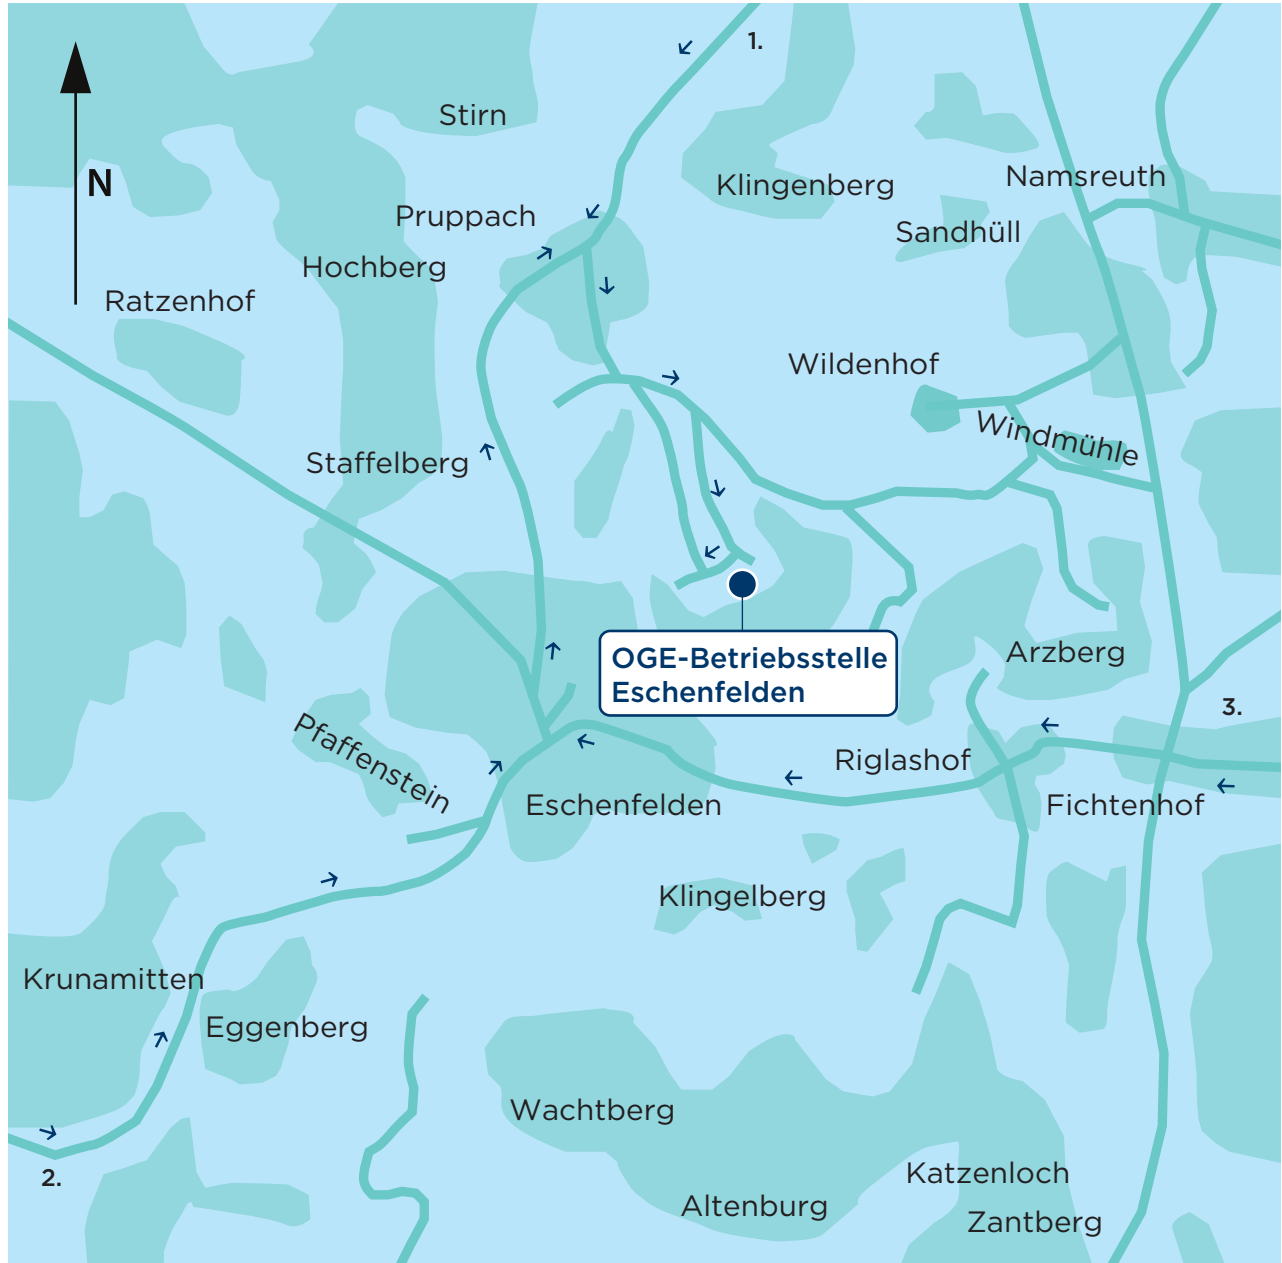 1.
Stirn
N
Klingenberg
Namsreuth
Pruppach
Sandhüll
Hochberg
Ratzenhof
Wildenhof
Windmühle
Staffelberg
OGE-Betriebsstelle
Eschenfelden
Arzberg
3.
Pfaffenstein
Riglashof
Eschenfelden
Fichtenhof
Klingelberg
Krunamitten
Eggenberg
Wachtberg
2.
Katzenloch
Altenburg
Zantberg